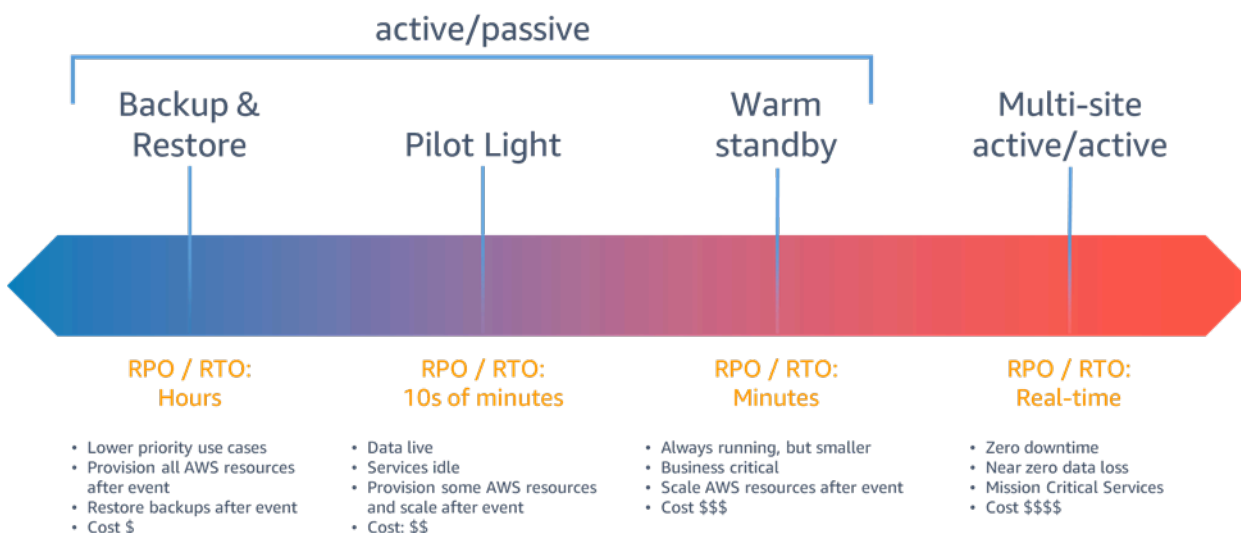 active/passive
Backup &
Restore
Pilot Light
Warm
standby
Multi-site
active/active
RPO / RTO:
Hours
RPO / RTO:
10s of minutes
RPO / RTO:
Minutes
RPO / RTO:
Real-time
• Lower priority use cases
• Provision all AWS resources
after event
• Restore backups after event
• Cost $
• Data live
• Services idle
• Provision some AWS resources
and scale after event
• Cost: $$
• Always running, but smaller
• Business critical
• Scale AWS resources after event
• Cost $$$
• Zero downtime
• Near zero data loss
• Mission Critical Services
• Cost $$$$